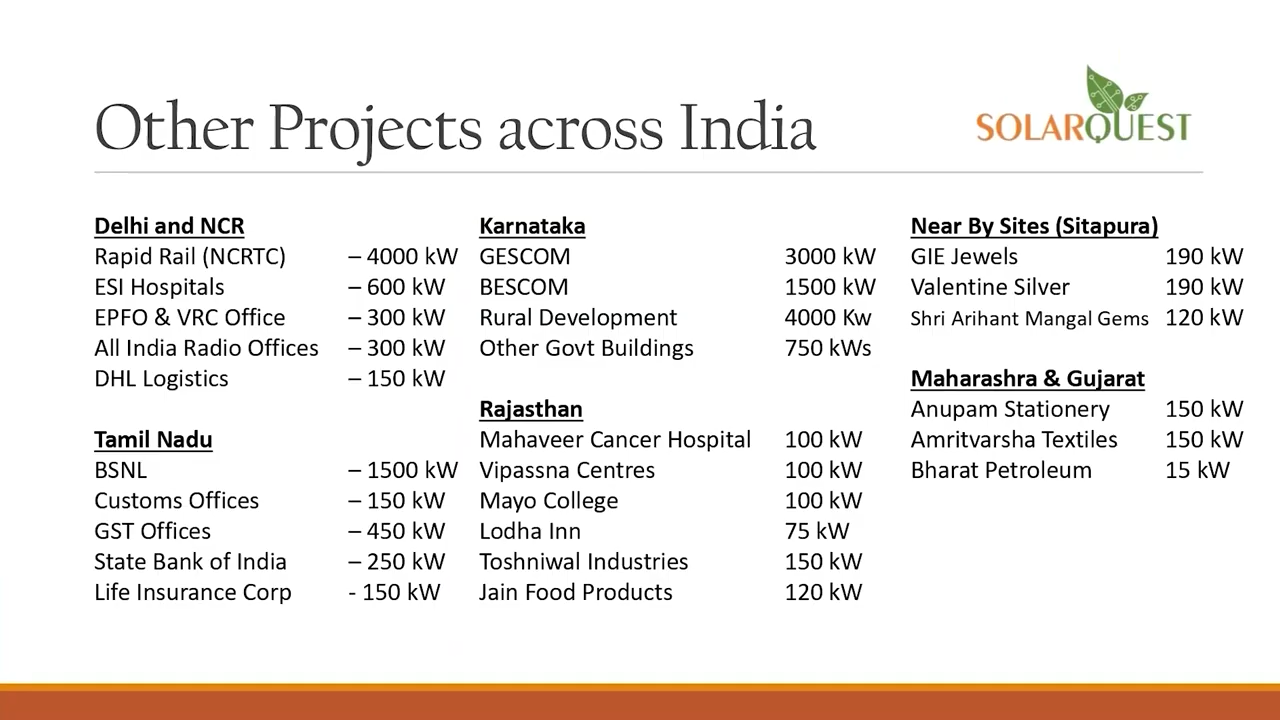 Other Projects across India
SOLARQUEST
Delhi and NCR
Rapid Rail (NCRTC) – 4000 kW
ESI Hospitals – 600 kW
EPFO & VRC Office – 300 kW
All India Radio Offices – 300 kW
DHL Logistics – 150 kW
Tamil Nadu
BSNL – 1500 kW
Customs Offices – 150 kW
GST Offices – 450 kW
State Bank of India – 250 kW
Life Insurance Corp - 150 kW
Karnataka
GESCOM 3000 kW
BESCOM 1500 kW
Rural Development 4000 Kw
Other Govt Buildings 750 kWs
Rajasthan
Mahaveer Cancer Hospital 100 kW
Vipassna Centres 100 kW
Mayo College 100 kW
Lodha Inn 75 kW
Toshniwal Industries 150 kW
Jain Food Products 120 kW
Near By Sites (Sitapura)
GIE Jewels 190 kW
Valentine Silver 190 kW
Shri Arihant Mangal Gems 120 kW
Maharashra & Gujarat
Anupam Stationery 150 kW
Amritvarsha Textiles 150 kW
Bharat Petroleum 15 kW